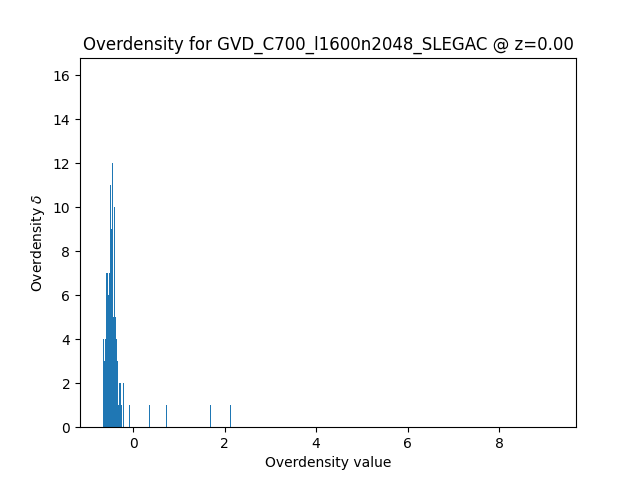 Overdensity for GVD_C700_l1600n2048_SLEGAC @ z=0.00
Overdensity δ
16
14
12
10
8
6
4
2
0
0 2 4 6 8
Overdensity value